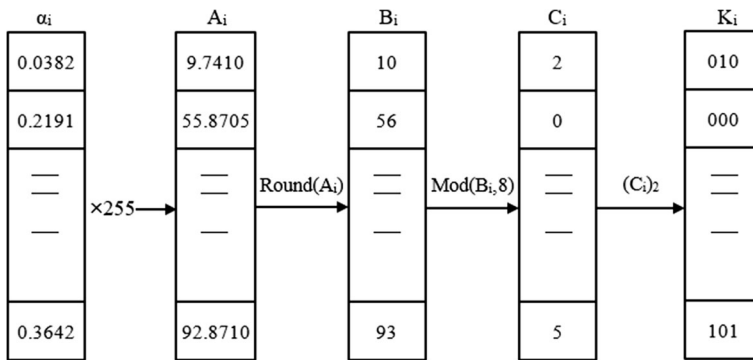 αᵢ Aᵢ Bᵢ Cᵢ Kᵢ
0.0382 9.7410 10 2 010
0.2191 55.8705 56 0 000
×255 Round(Aᵢ) Mod(Bᵢ,8) (Cᵢ)₂
0.3642 92.8710 93 5 101